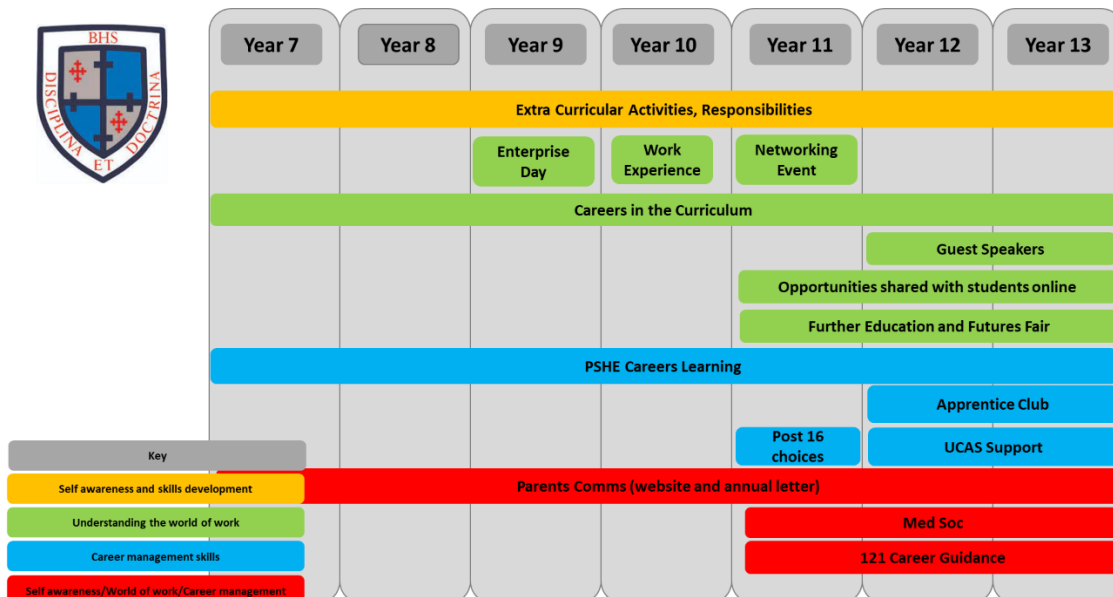 BHS
DISCIPLINA ET DOCTRINA
Year 7
Year 8
Year 9
Year 10
Year 11
Year 12
Year 13
Extra Curricular Activities, Responsibilities
Enterprise
Day
Work
Experience
Networking
Event
Careers in the Curriculum
Guest Speakers
Opportunities shared with students online
Further Education and Futures Fair
PSHE Careers Learning
Apprentice Club
Post 16
choices
UCAS Support
Key
Self awareness and skills development
Parents Comms (website and annual letter)
Understanding the world of work
Med Soc
Career management skills
121 Career Guidance
Self awareness/World of work/Career management